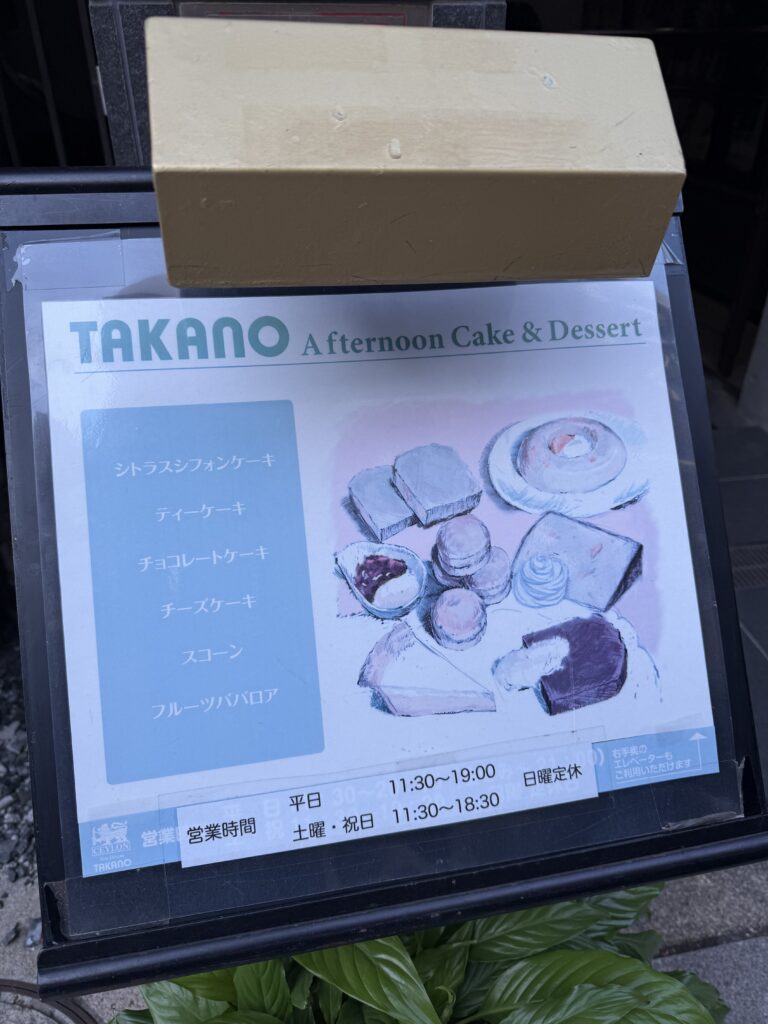 TAKANO Afternoon Cake & Dessert
シトラスシフォンケーキ
ティーケーキ
チョコレートケーキ
チーズケーキ
スコーン
フルーツババロア
営業時間 平日 11:30～19:00 日曜定休
土曜・祝日 11:30～18:30
右手奥の
エレベーターも
ご利用いただけます
CEYLON
TAKANO
営業時